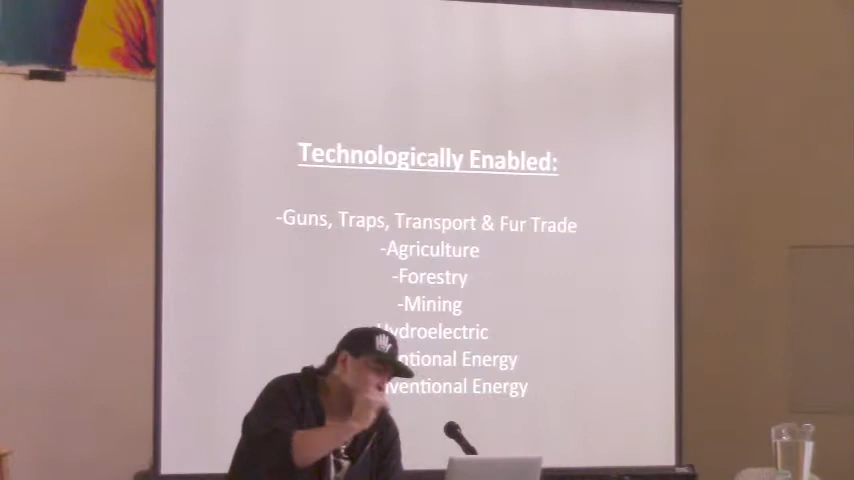 Technologically Enabled:
-Guns, Traps, Transport & Fur Trade
-Agriculture
-Forestry
-Mining
Hydroelectric
Energy
Energy